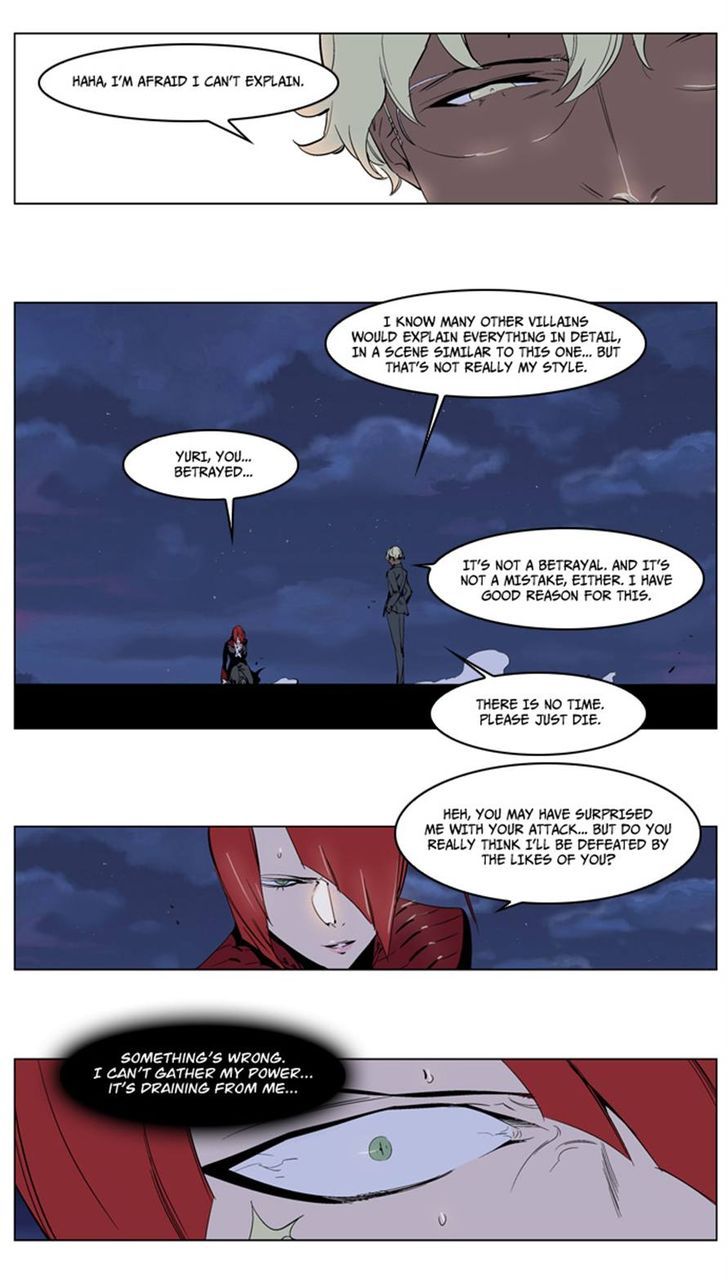 HAHA, I'M AFRAID I CAN'T EXPLAIN.
I KNOW MANY OTHER VILLAINS
WOULD EXPLAIN EVERYTHING IN DETAIL,
IN A SCENE SIMILAR TO THIS ONE... BUT
THAT'S NOT REALLY MY STYLE.
YURI, YOU...
BETRAYED...
IT'S NOT A BETRAYAL. AND IT'S
NOT A MISTAKE, EITHER. I HAVE
GOOD REASON FOR THIS.
THERE IS NO TIME.
PLEASE JUST DIE.
HEH, YOU MAY HAVE SURPRISED
ME WITH YOUR ATTACK... BUT DO YOU
REALLY THINK I'LL BE DEFEATED BY
THE LIKES OF YOU?
SOMETHING'S WRONG.
I CAN'T GATHER MY POWER...
IT'S DRAINING FROM ME...